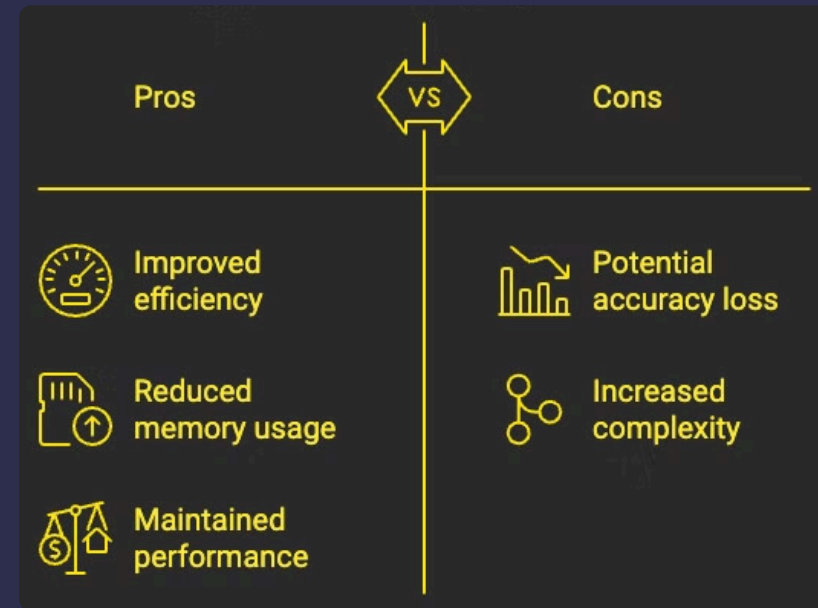 Pros
VS
Cons
Improved
efficiency
Reduced
memory usage
Maintained
performance
Potential
accuracy loss
Increased
complexity
$